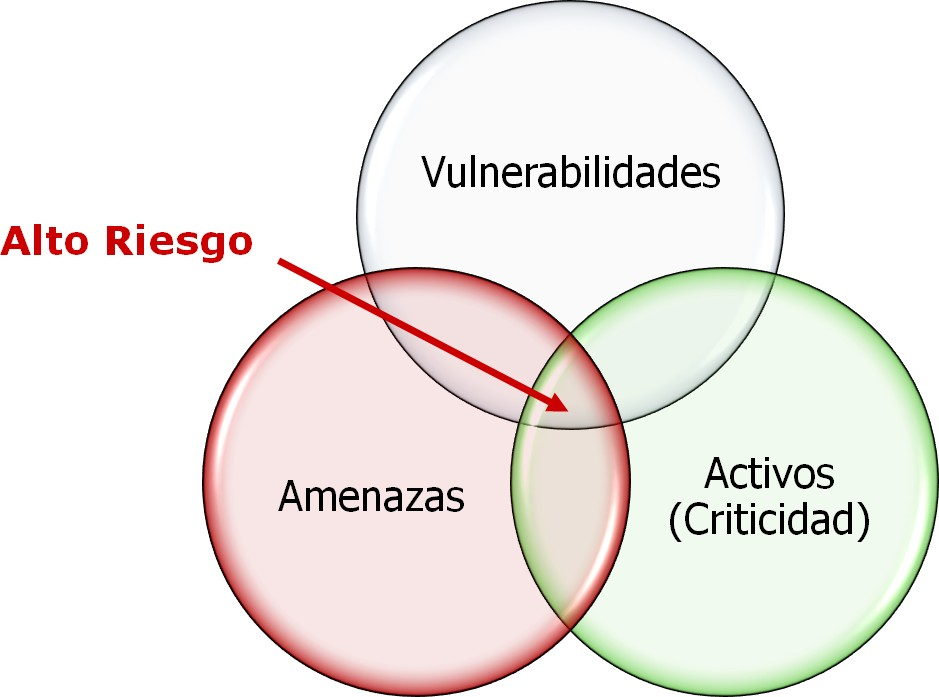 Vulnerabilidades
Alto Riesgo
Amenazas
Activos
(Criticidad)